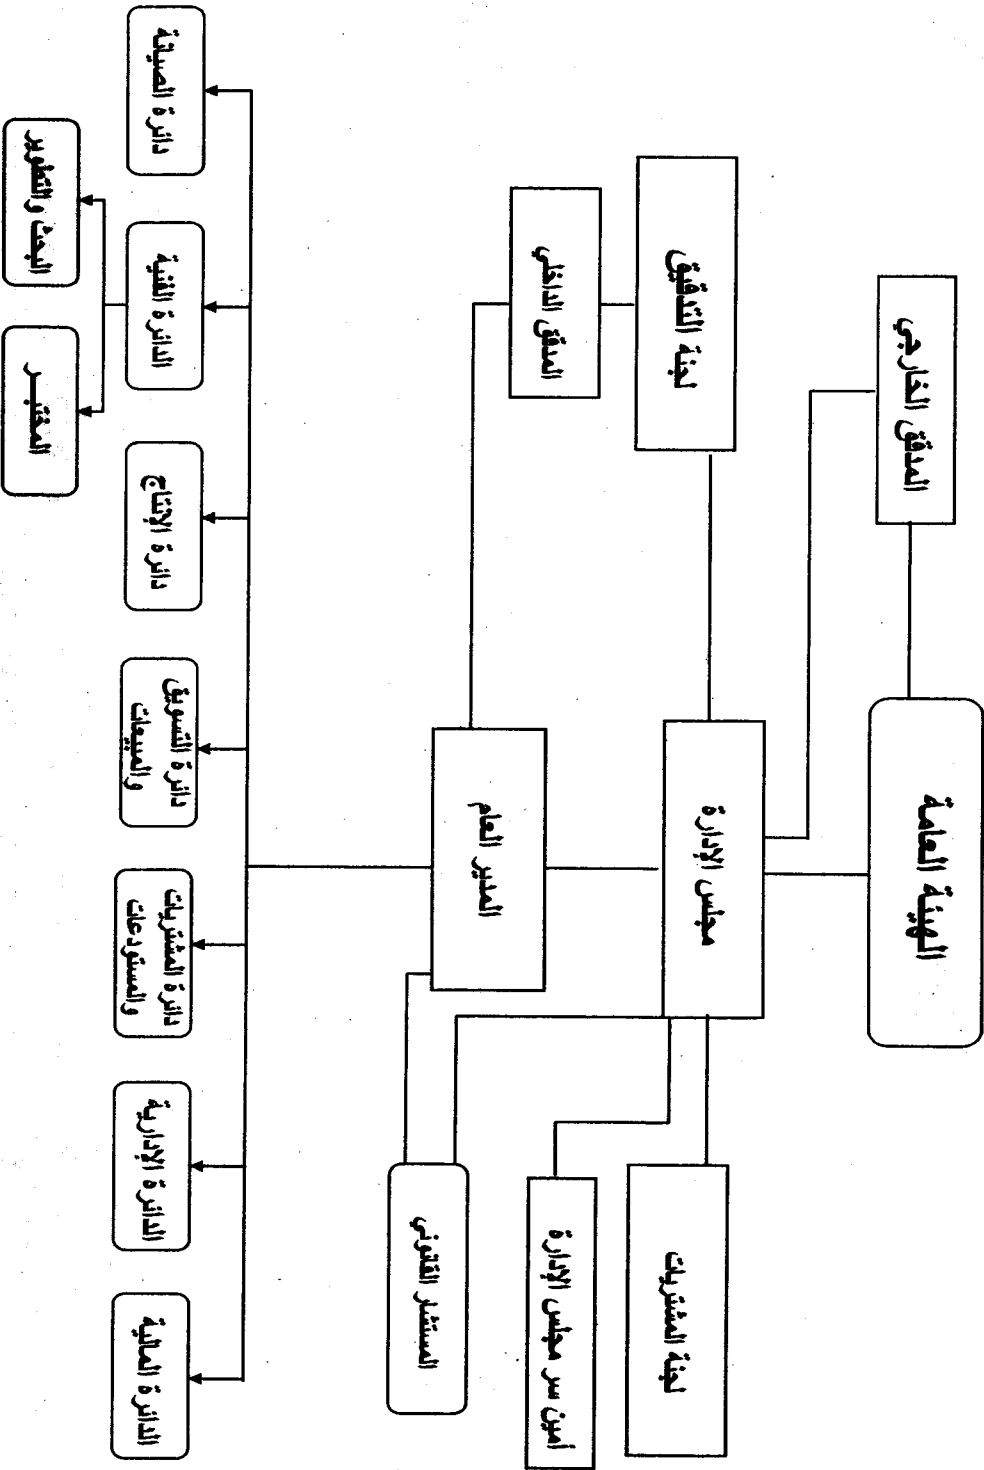 الهيئة العامة
المدقق الخارجي
مجلس الإدارة
لجنة التدقيق
لجنة المشتريات
أمين سر مجلس الإدارة
المدقق الداخلي
المدير العام
المستشار القانوني
الدائرة المالية
الدائرة الإدارية
دائرة المشتريات
والمستودعات
دائرة التسويق
والمبيعات
دائرة الإنتاج
الدائرة الفنية
دائرة الصيانة
المختبر
البحث والتطوير